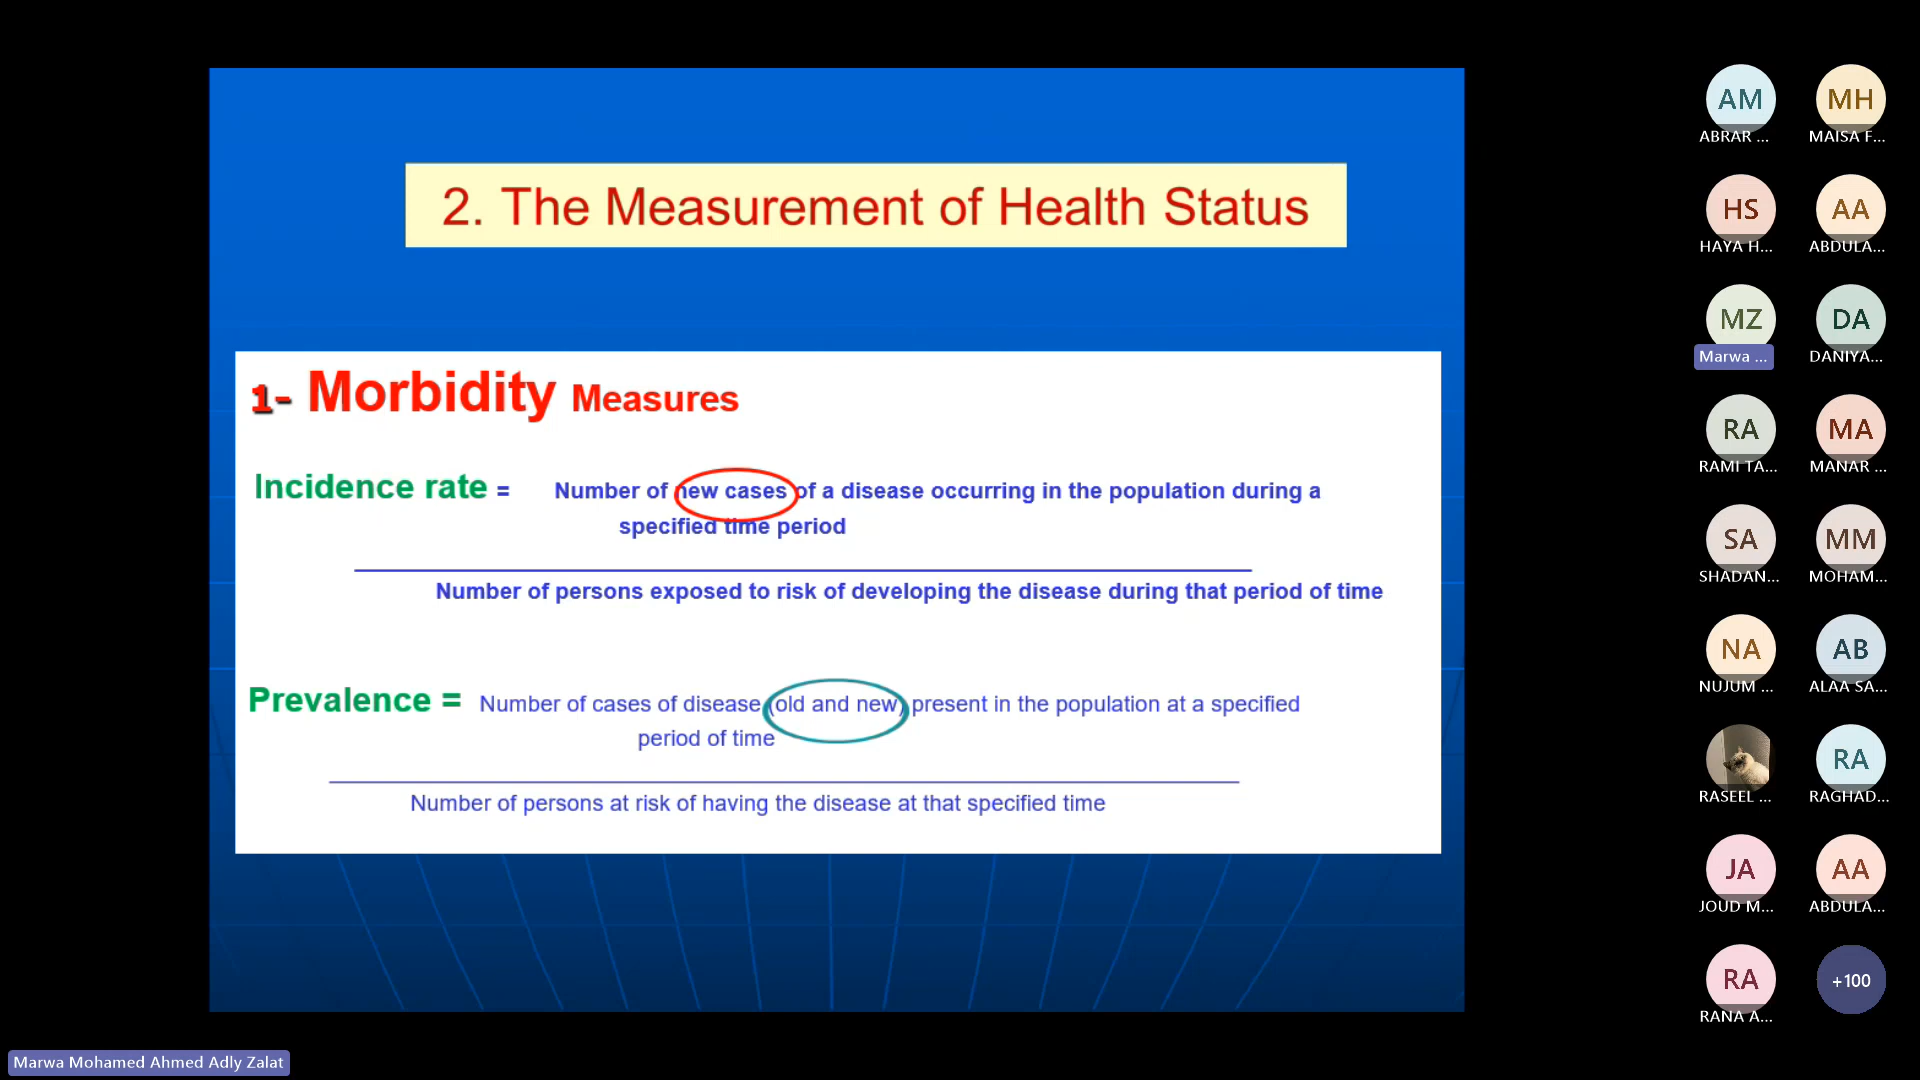 2. The Measurement of Health Status
1- Morbidity Measures
Incidence rate = Number of new cases of a disease occurring in the population during a
specified time period
Number of persons exposed to risk of developing the disease during that period of time
Prevalence = Number of cases of disease (old and new) present in the population at a specified
period of time
Number of persons at risk of having the disease at that specified time
AM MH
ABRAR ... MAISA F...
HS AA
HAYA H... ABDULA...
MZ DA
Marwa ... DANIYA...
RA MA
RAMI TA... MANAR ...
SA MM
SHADAN... MOHAM...
NA AB
NUJUM ... ALAA SA...
RA
RASEEL ... RAGHAD...
JA AA
JOUD M... ABDULA...
RA +100
RANA A...
Marwa Mohamed Ahmed Adly Zalat